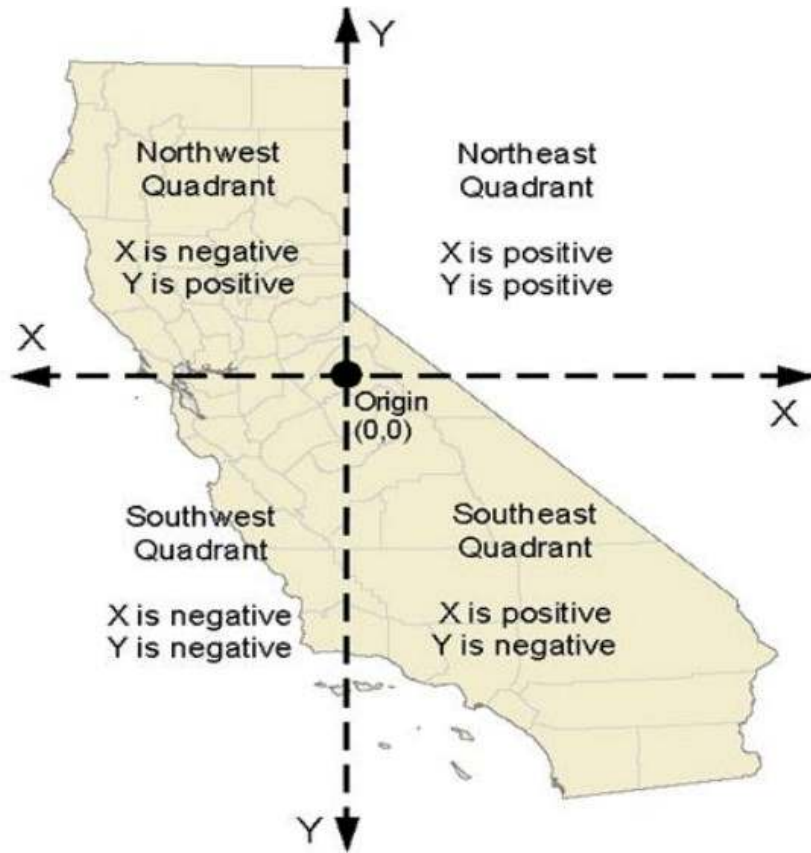 Y
Northwest
Quadrant
X is negative
Y is positive
Northeast
Quadrant
X is positive
Y is positive
X
Origin
(0,0)
X
Southwest
Quadrant
X is negative
Y is negative
Southeast
Quadrant
X is positive
Y is negative
Y